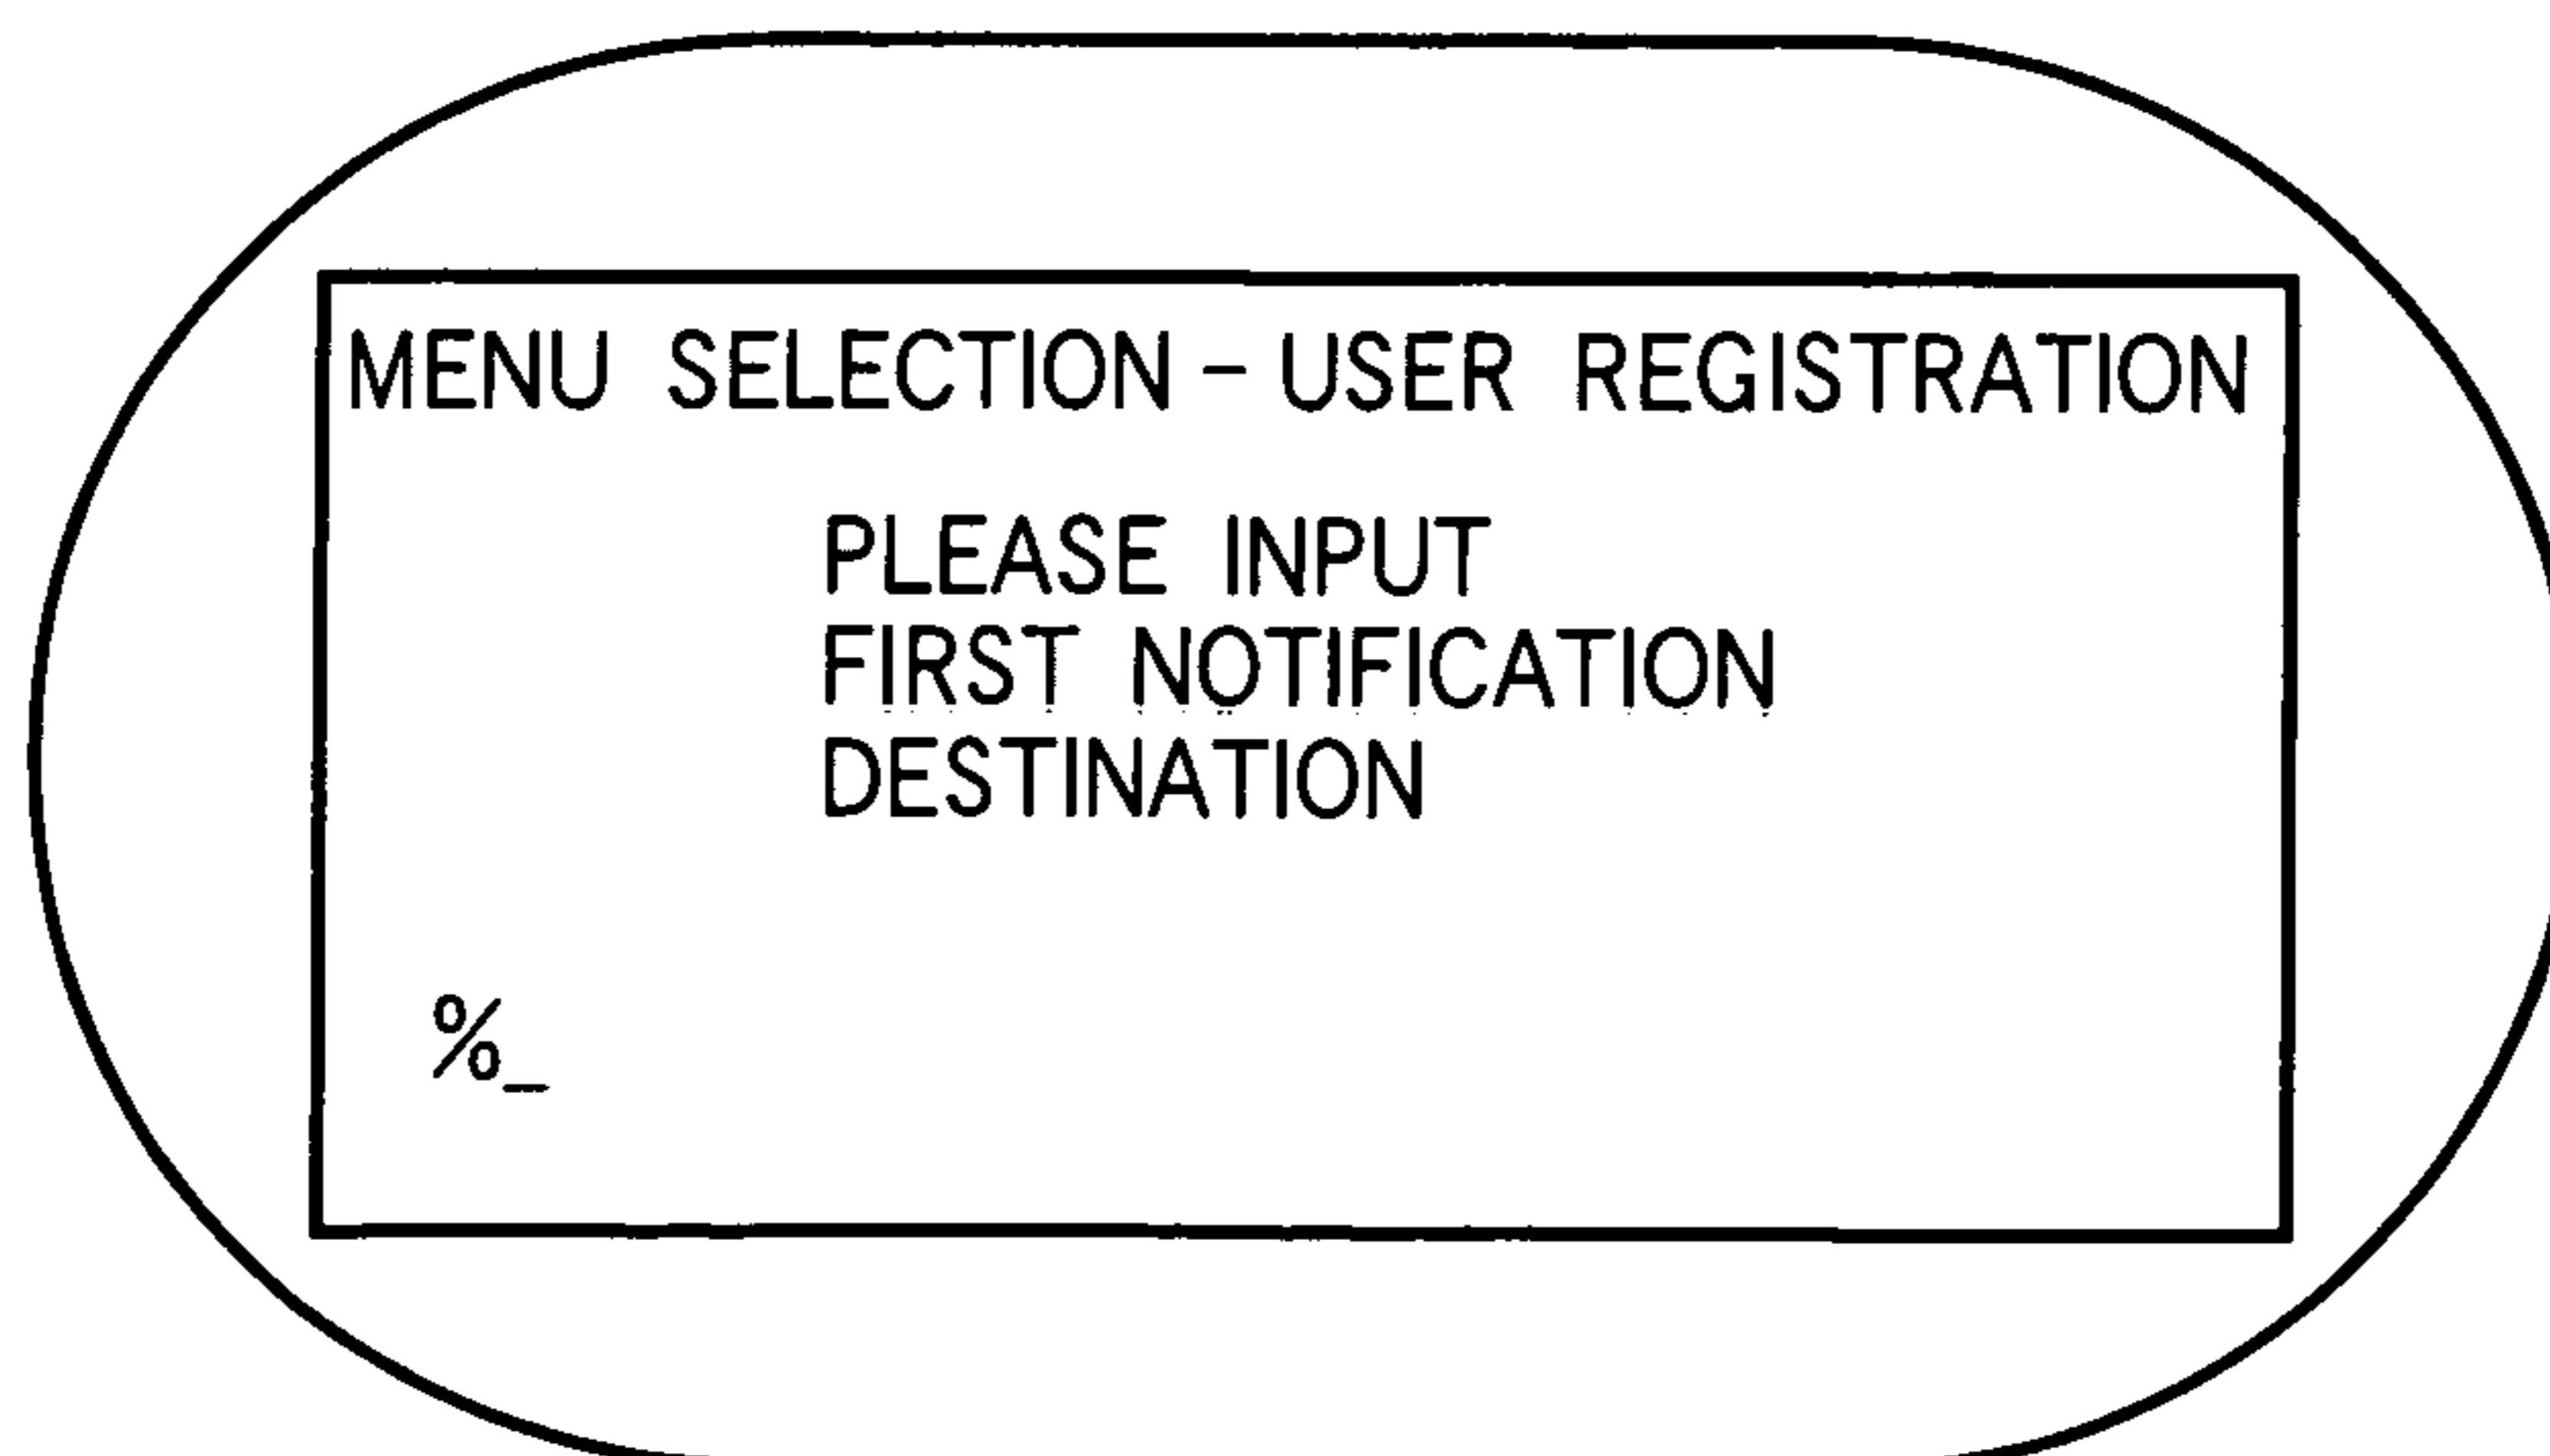 MENU SELECTION - USER REGISTRATION
PLEASE INPUT
FIRST NOTIFICATION
DESTINATION
%_